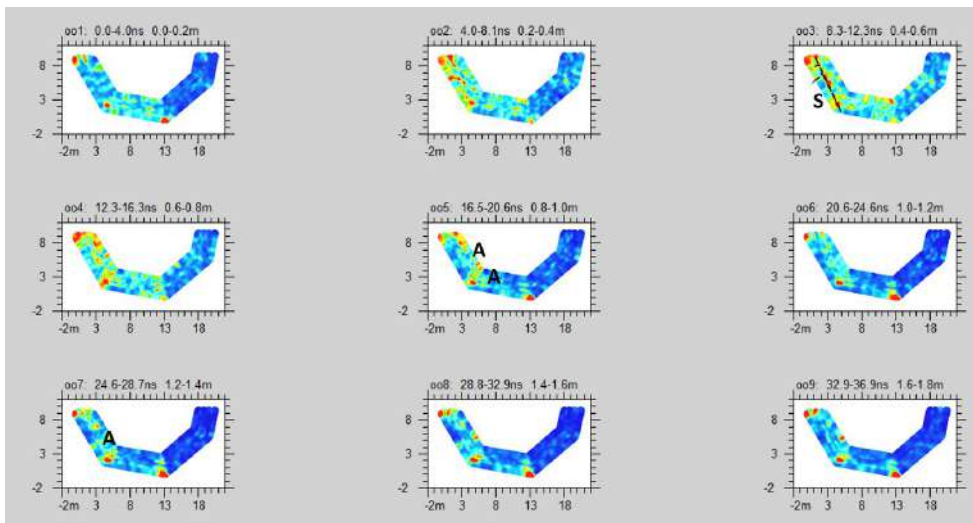 oo1: 0.0-4.0ns 0.0-0.2m
oo2: 4.0-8.1ns 0.2-0.4m
oo3: 8.3-12.3ns 0.4-0.6m
8
3
-2
-2m 3 8 13 18
8
3
-2
-2m 3 8 13 18
8
3
S
-2
-2m 3 8 13 18
oo4: 12.3-16.3ns 0.6-0.8m
oo5: 16.5-20.6ns 0.8-1.0m
oo6: 20.6-24.6ns 1.0-1.2m
8
3
-2
-2m 3 8 13 18
8
A
3
A
-2
-2m 3 8 13 18
8
3
-2
-2m 3 8 13 18
oo7: 24.6-28.7ns 1.2-1.4m
oo8: 28.8-32.9ns 1.4-1.6m
oo9: 32.9-36.9ns 1.6-1.8m
8
A
3
-2
-2m 3 8 13 18
8
3
-2
-2m 3 8 13 18
8
3
-2
-2m 3 8 13 18